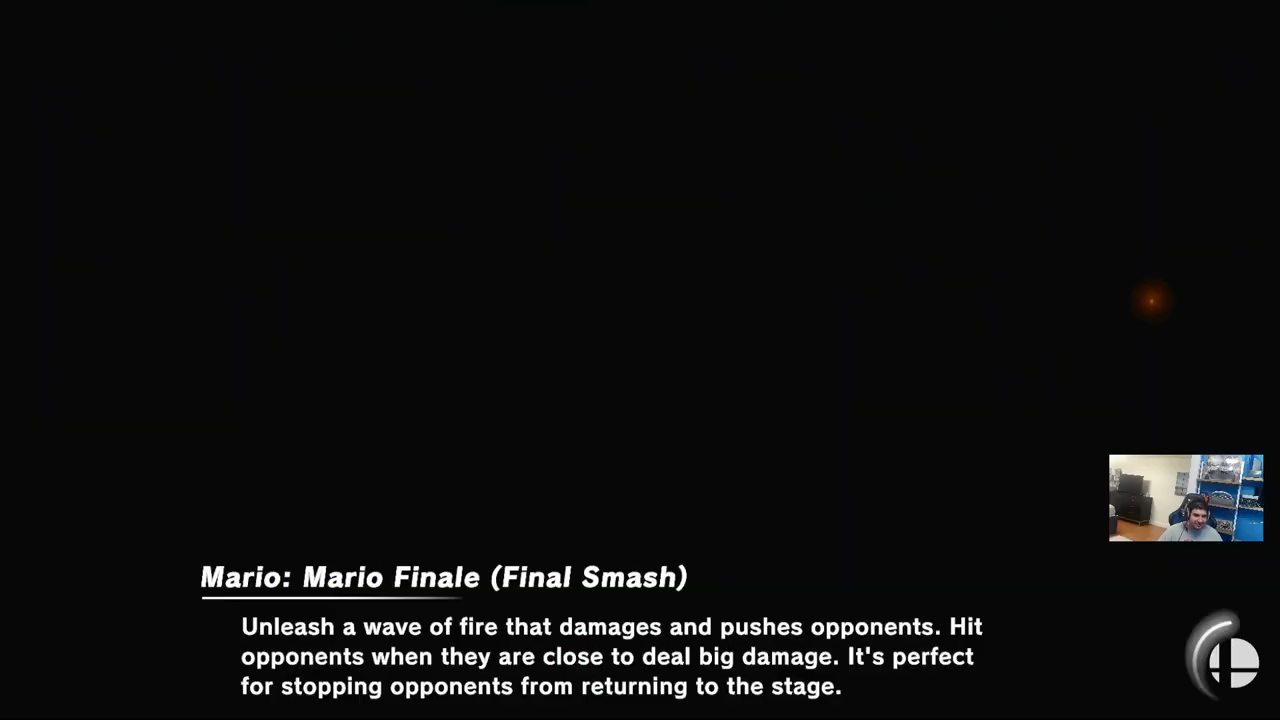 Mario: Mario Finale (Final Smash)
Unleash a wave of fire that damages and pushes opponents. Hit
opponents when they are close to deal big damage. It's perfect
for stopping opponents from returning to the stage.